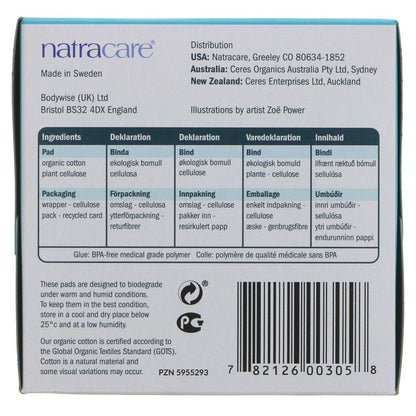 natracare®
Made in Sweden
Bodywise (UK) Ltd
Bristol BS32 4DX England
Distribution
USA: Natracare, Greeley CO 80634-1852
Australia: Ceres Organics Australia Pty Ltd, Sydney
New Zealand: Ceres Enterprises Ltd, Auckland
Illustrations by artist Zoë Power
Ingredients Deklaration Deklaration Varedeklaration Innihald
Pad Binda Bind Bind Bindi
organic cotton ekologisk bomull økologisk bomull økologisk bomuld lífrænt ræktuð bómull
plant cellulose cellulose cellulose plante - cellulose sellulósi
Packaging Förpackning Innpakning Emballage Umbúðir
wrapper - cellulose omslag - cellulosa omslag - cellulose enkelt indpakning - innri umbúðir -
pack - recycled card ytterförpackning - pakker inn - cellulose sellulósi
returfibrer resirkulert papp æske - genbrugsfibre ytri umbúðir -
endurunninn pappi
Glue: BPA-free medical grade polymer Colle: polymère de qualité médicale sans BPA
These pads are designed to biodegrade
under warm and humid conditions.
To keep them in the best condition,
store in a cool and dry place below
25°c and at a low humidity.
Our organic cotton is certified according to
the Global Organic Textiles Standard (GOTS).
Cotton is a natural material and
some visual variations may occur.
PZN 5955293
7 82126 00305 8